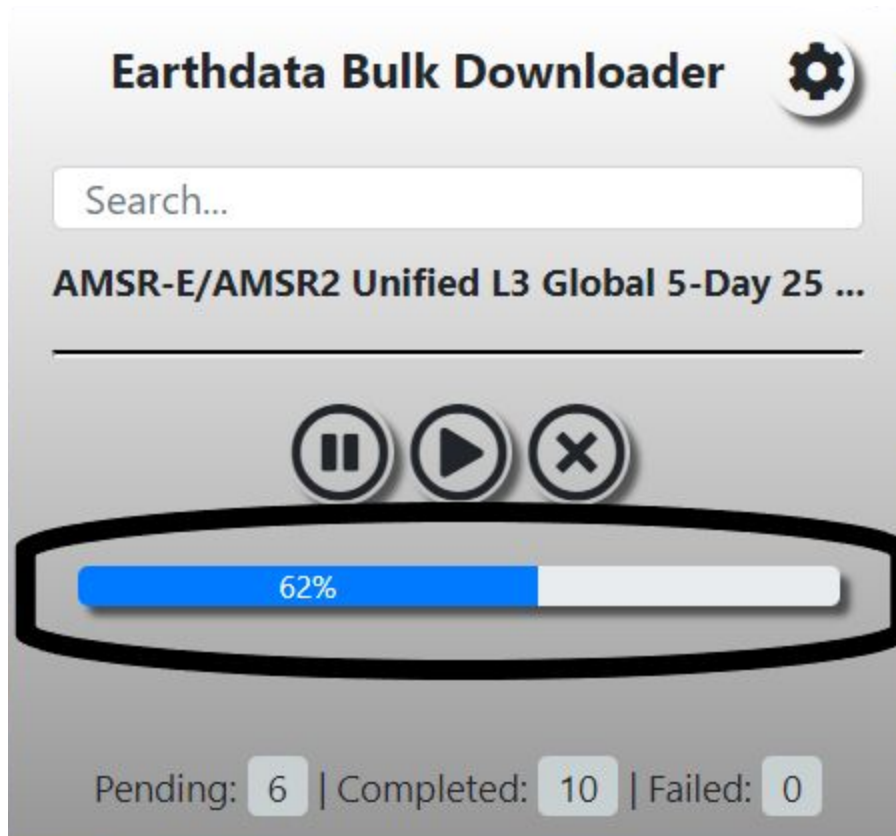 Earthdata Bulk Downloader
Search...
AMSR-E/AMSR2 Unified L3 Global 5-Day 25 ...
62%
Pending: 6 | Completed: 10 | Failed: 0